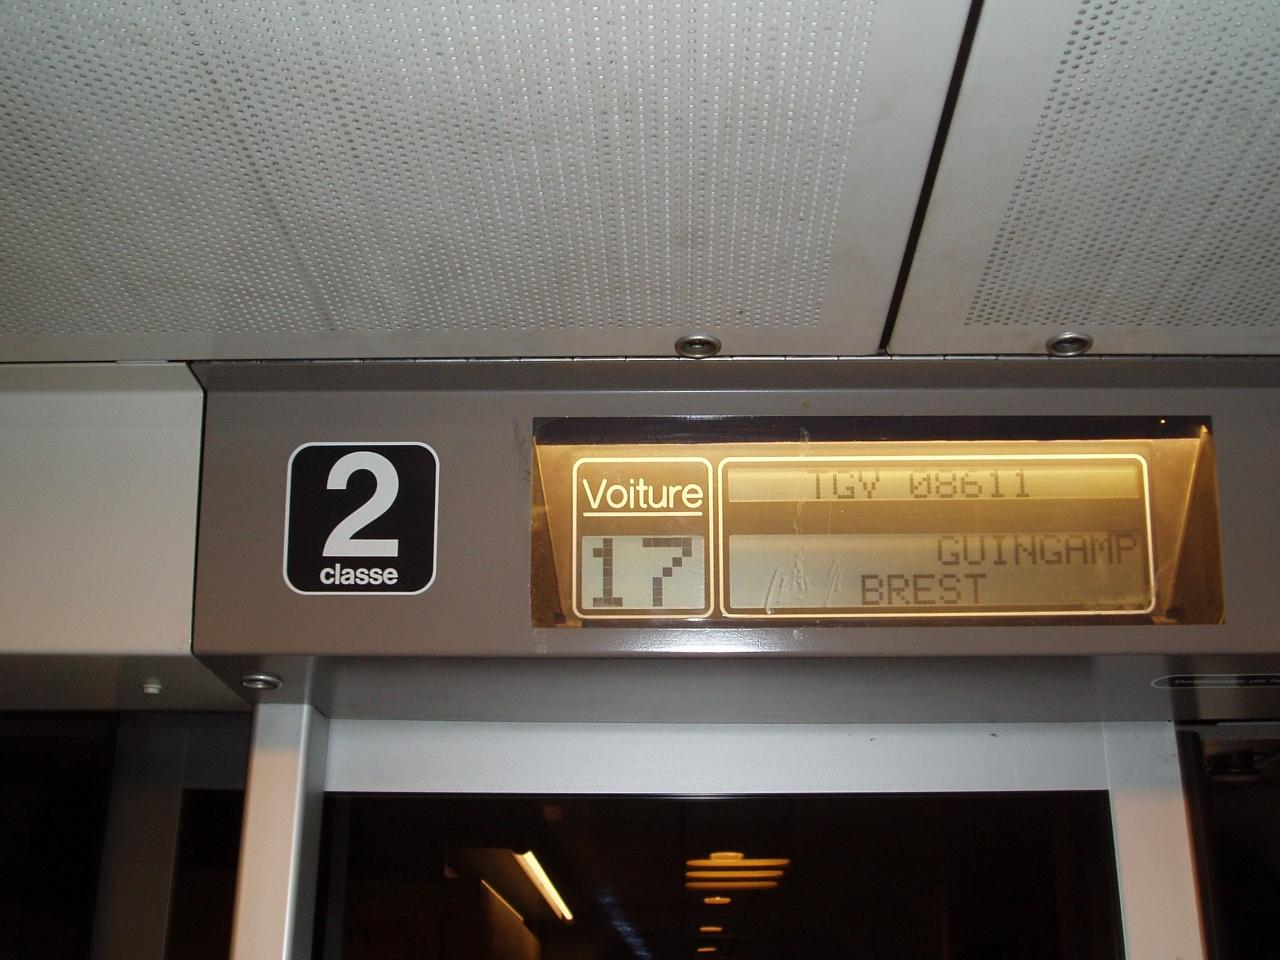 2
classe
Voiture
17
TGV 08611
GUINGAMP
BREST